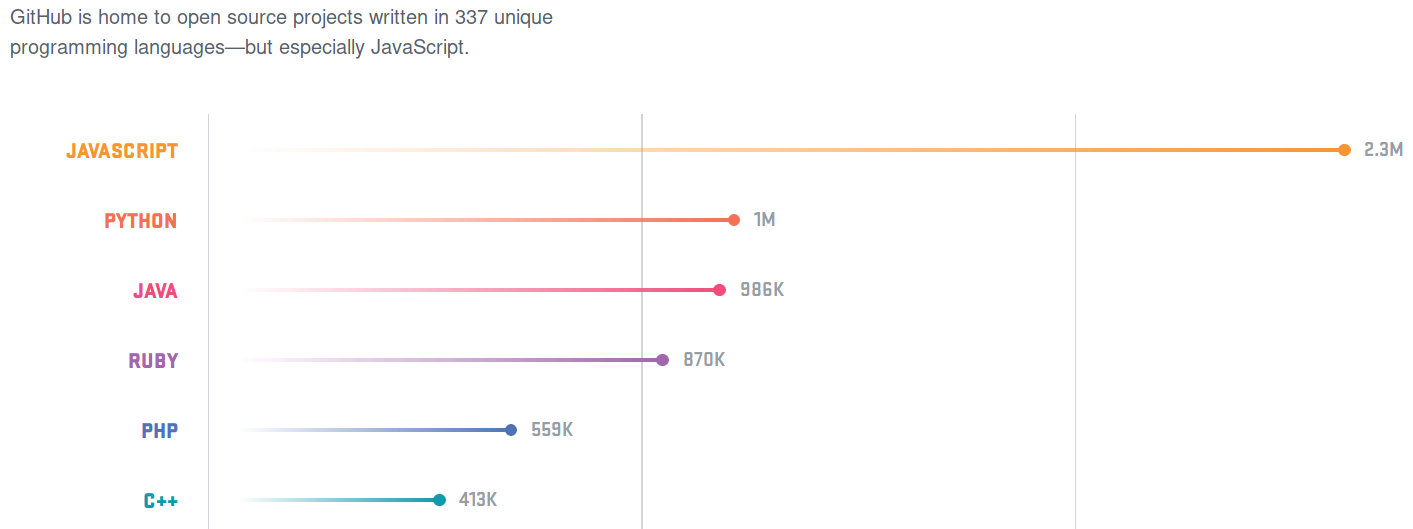 GitHub is home to open source projects written in 337 unique
programming languages—but especially JavaScript.
JAVASCRIPT 2.3M
PYTHON 1M
JAVA 986K
RUBY 870K
PHP 559K
C++ 413K